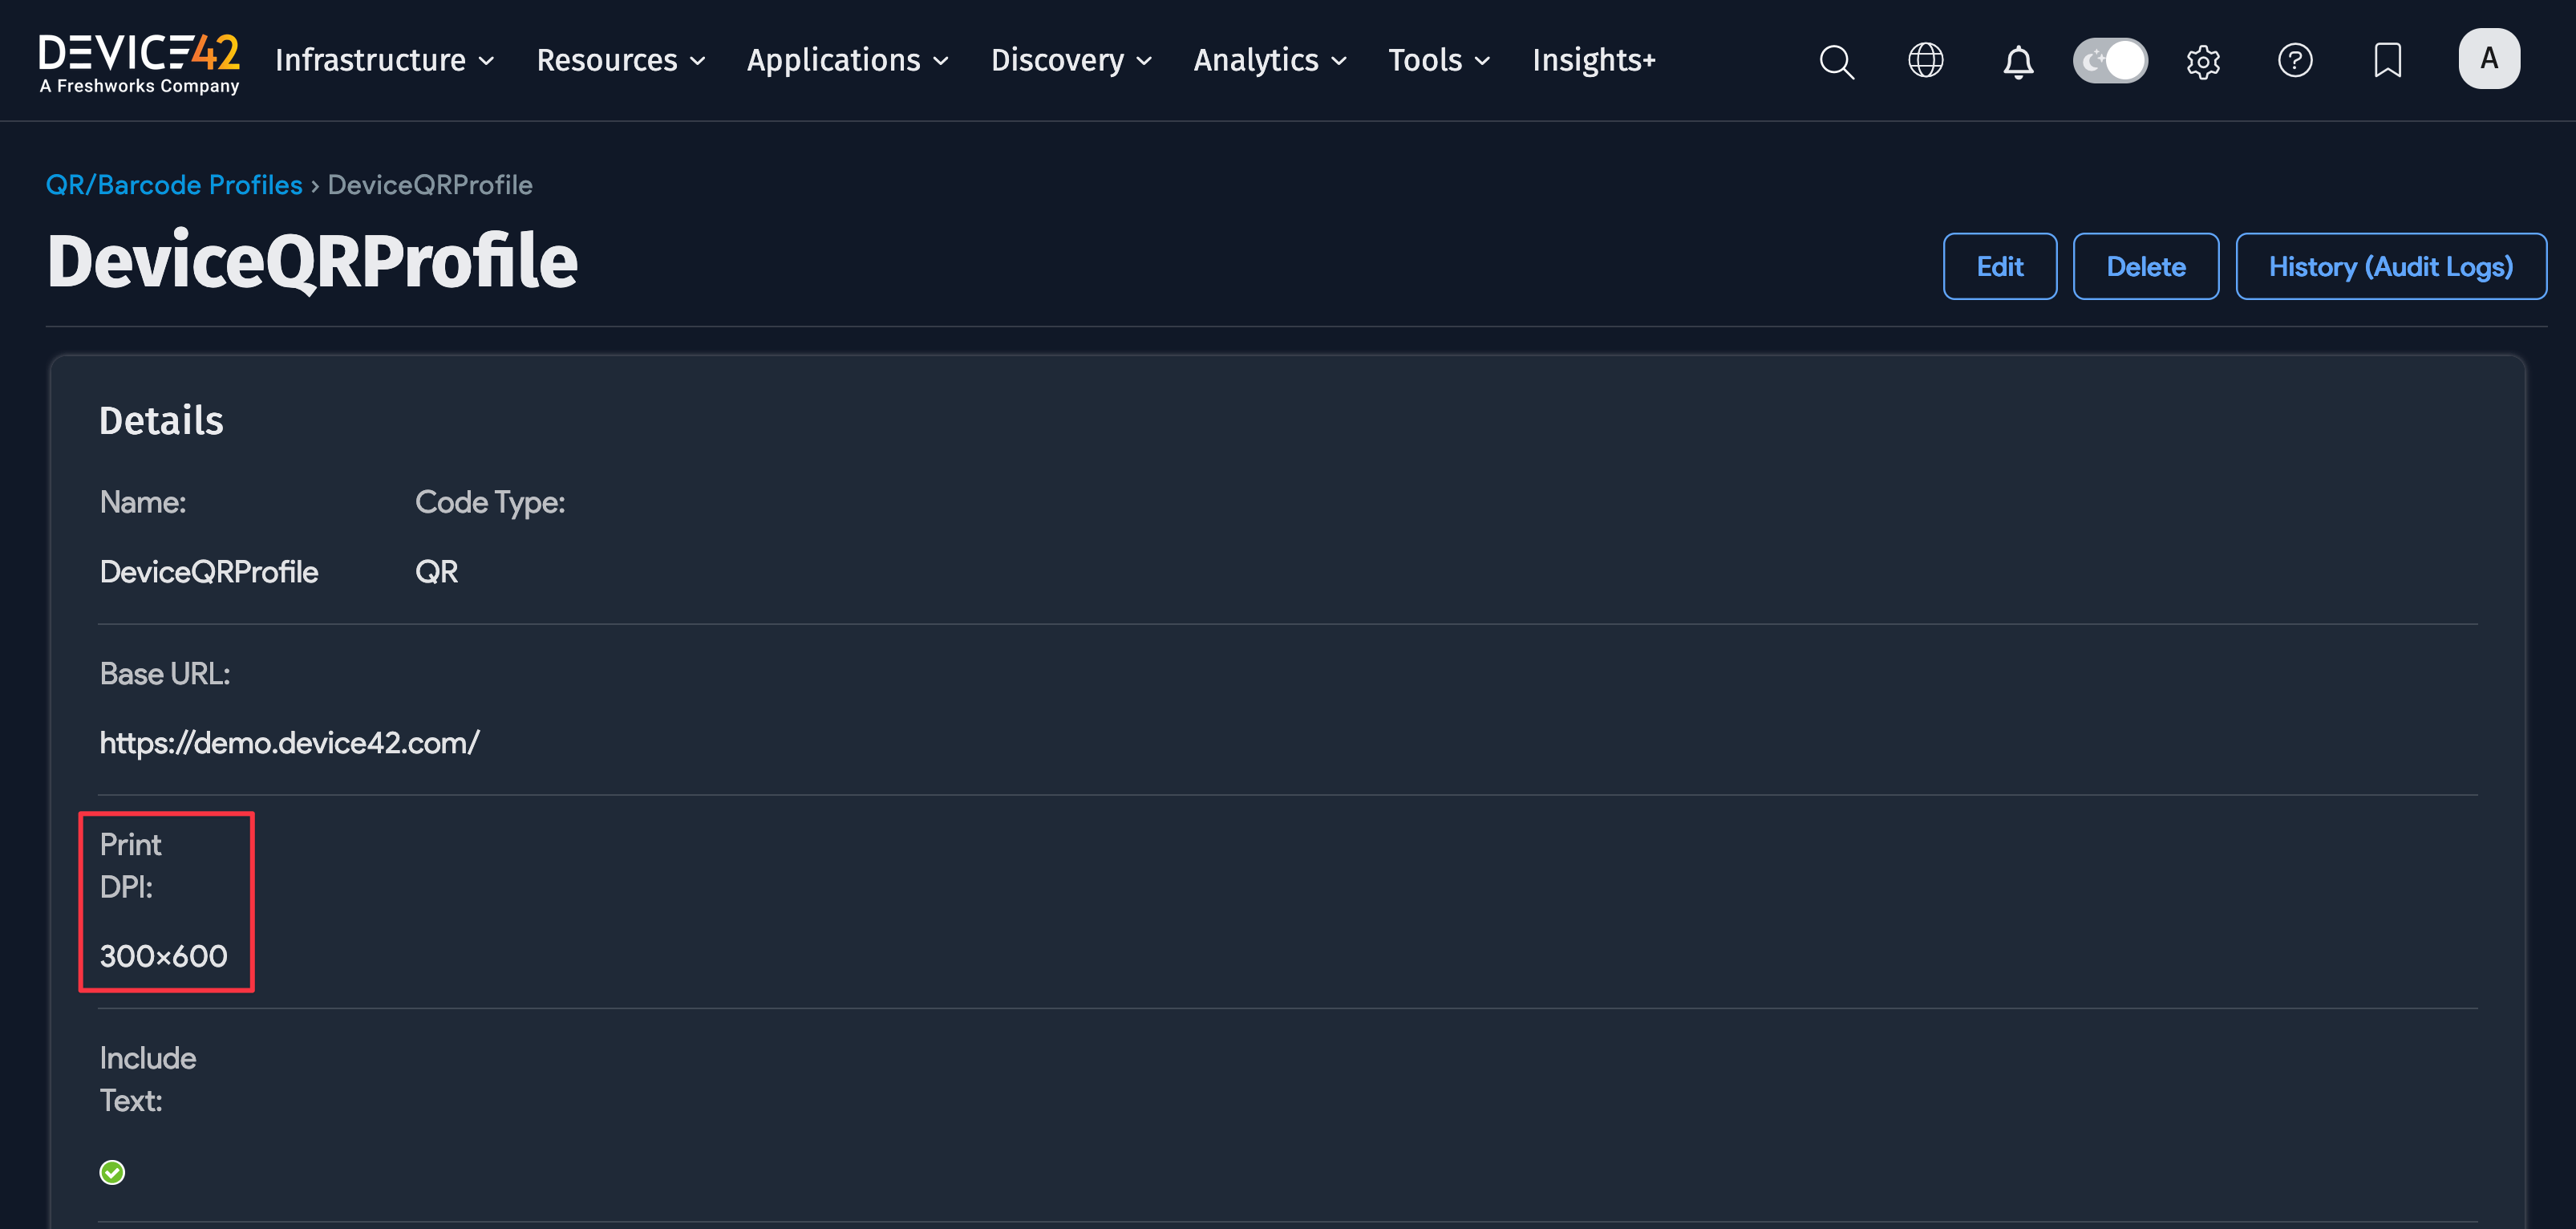 DEVICE42
A Freshworks Company
Infrastructure
Resources
Applications
Discovery
Analytics
Tools
Insights+
A
QR/Barcode Profiles › DeviceQRProfile
DeviceQRProfile
Edit
Delete
History (Audit Logs)
Details
Name:
Code Type:
DeviceQRProfile
QR
Base URL:
https://demo.device42.com/
Print
DPI:
300×600
Include
Text: